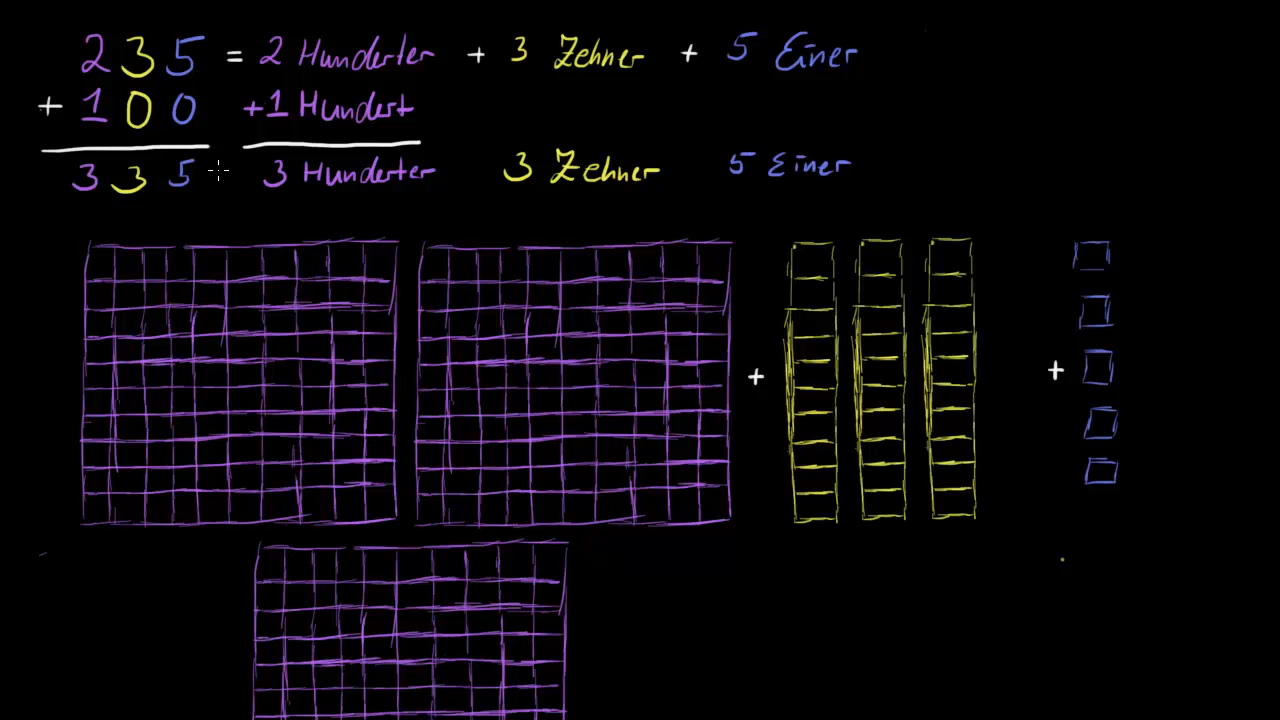 235 = 2 Hunderter + 3 Zehner + 5 Einer
+ 100 +1 Hundert
335 3 Hunderter 3 Zehner 5 Einer
+ +